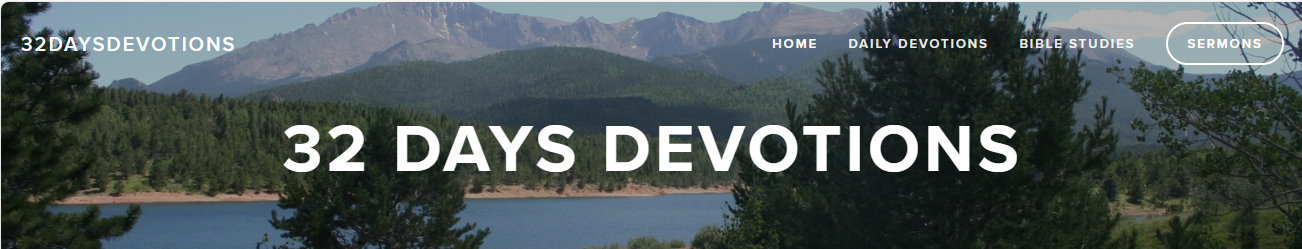 32DAYSDEVOTIONS
HOME DAILY DEVOTIONS BIBLE STUDIES SERMONS
32 DAYS DEVOTIONS